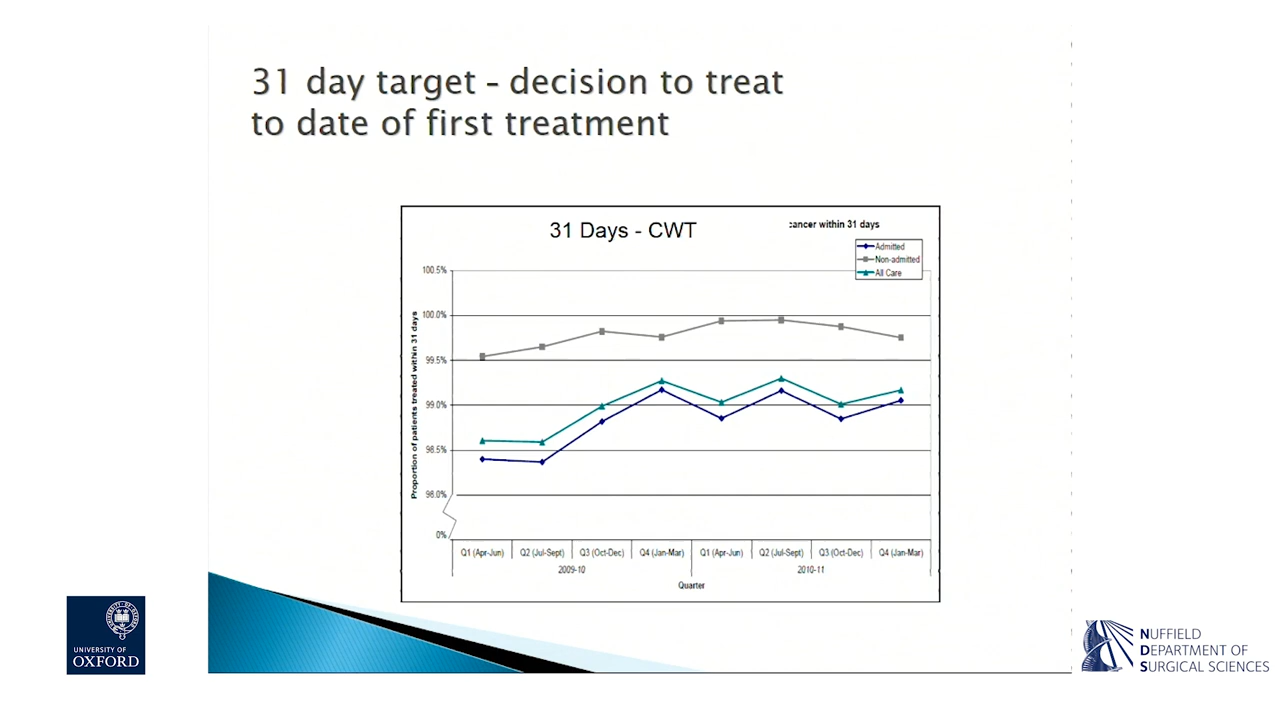 31 day target - decision to treat
to date of first treatment
31 Days - CWT
cancer within 31 days
Admitted
Non-admitted
All Care
Proportion of patients treated within 31 days
100.5%
100.0%
99.5%
99.0%
98.5%
98.0%
0%
Q1 (Apr-Jun) Q2 (Jul-Sept) Q3 (Oct-Dec) Q4 (Jan-Mar) Q1 (Apr-Jun) Q2 (Jul-Sept) Q3 (Oct-Dec) Q4 (Jan-Mar)
2009-10 2010-11
Quarter
UNIVERSITY OF
OXFORD
NUFFIELD
DEPARTMENT OF
SURGICAL SCIENCES